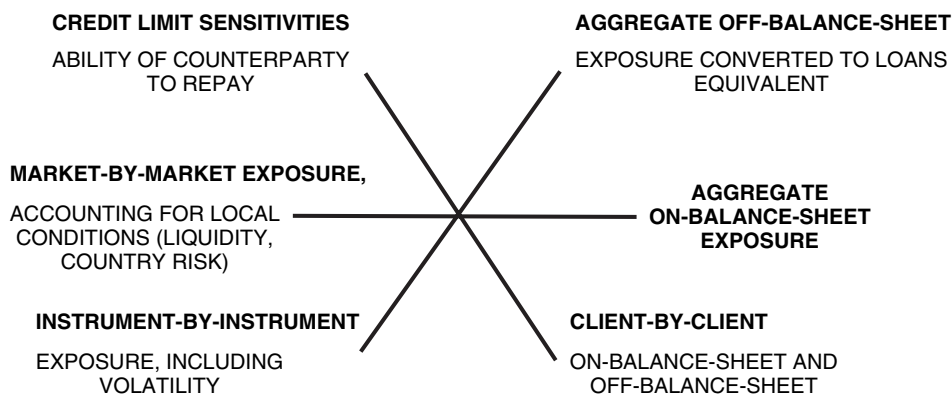 CREDIT LIMIT SENSITIVITIES
ABILITY OF COUNTERPARTY
TO REPAY
AGGREGATE OFF-BALANCE-SHEET
EXPOSURE CONVERTED TO LOANS
EQUIVALENT
MARKET-BY-MARKET EXPOSURE,
ACCOUNTING FOR LOCAL
CONDITIONS (LIQUIDITY,
COUNTRY RISK)
AGGREGATE
ON-BALANCE-SHEET
EXPOSURE
INSTRUMENT-BY-INSTRUMENT
EXPOSURE, INCLUDING
VOLATILITY
CLIENT-BY-CLIENT
ON-BALANCE-SHEET AND
OFF-BALANCE-SHEET